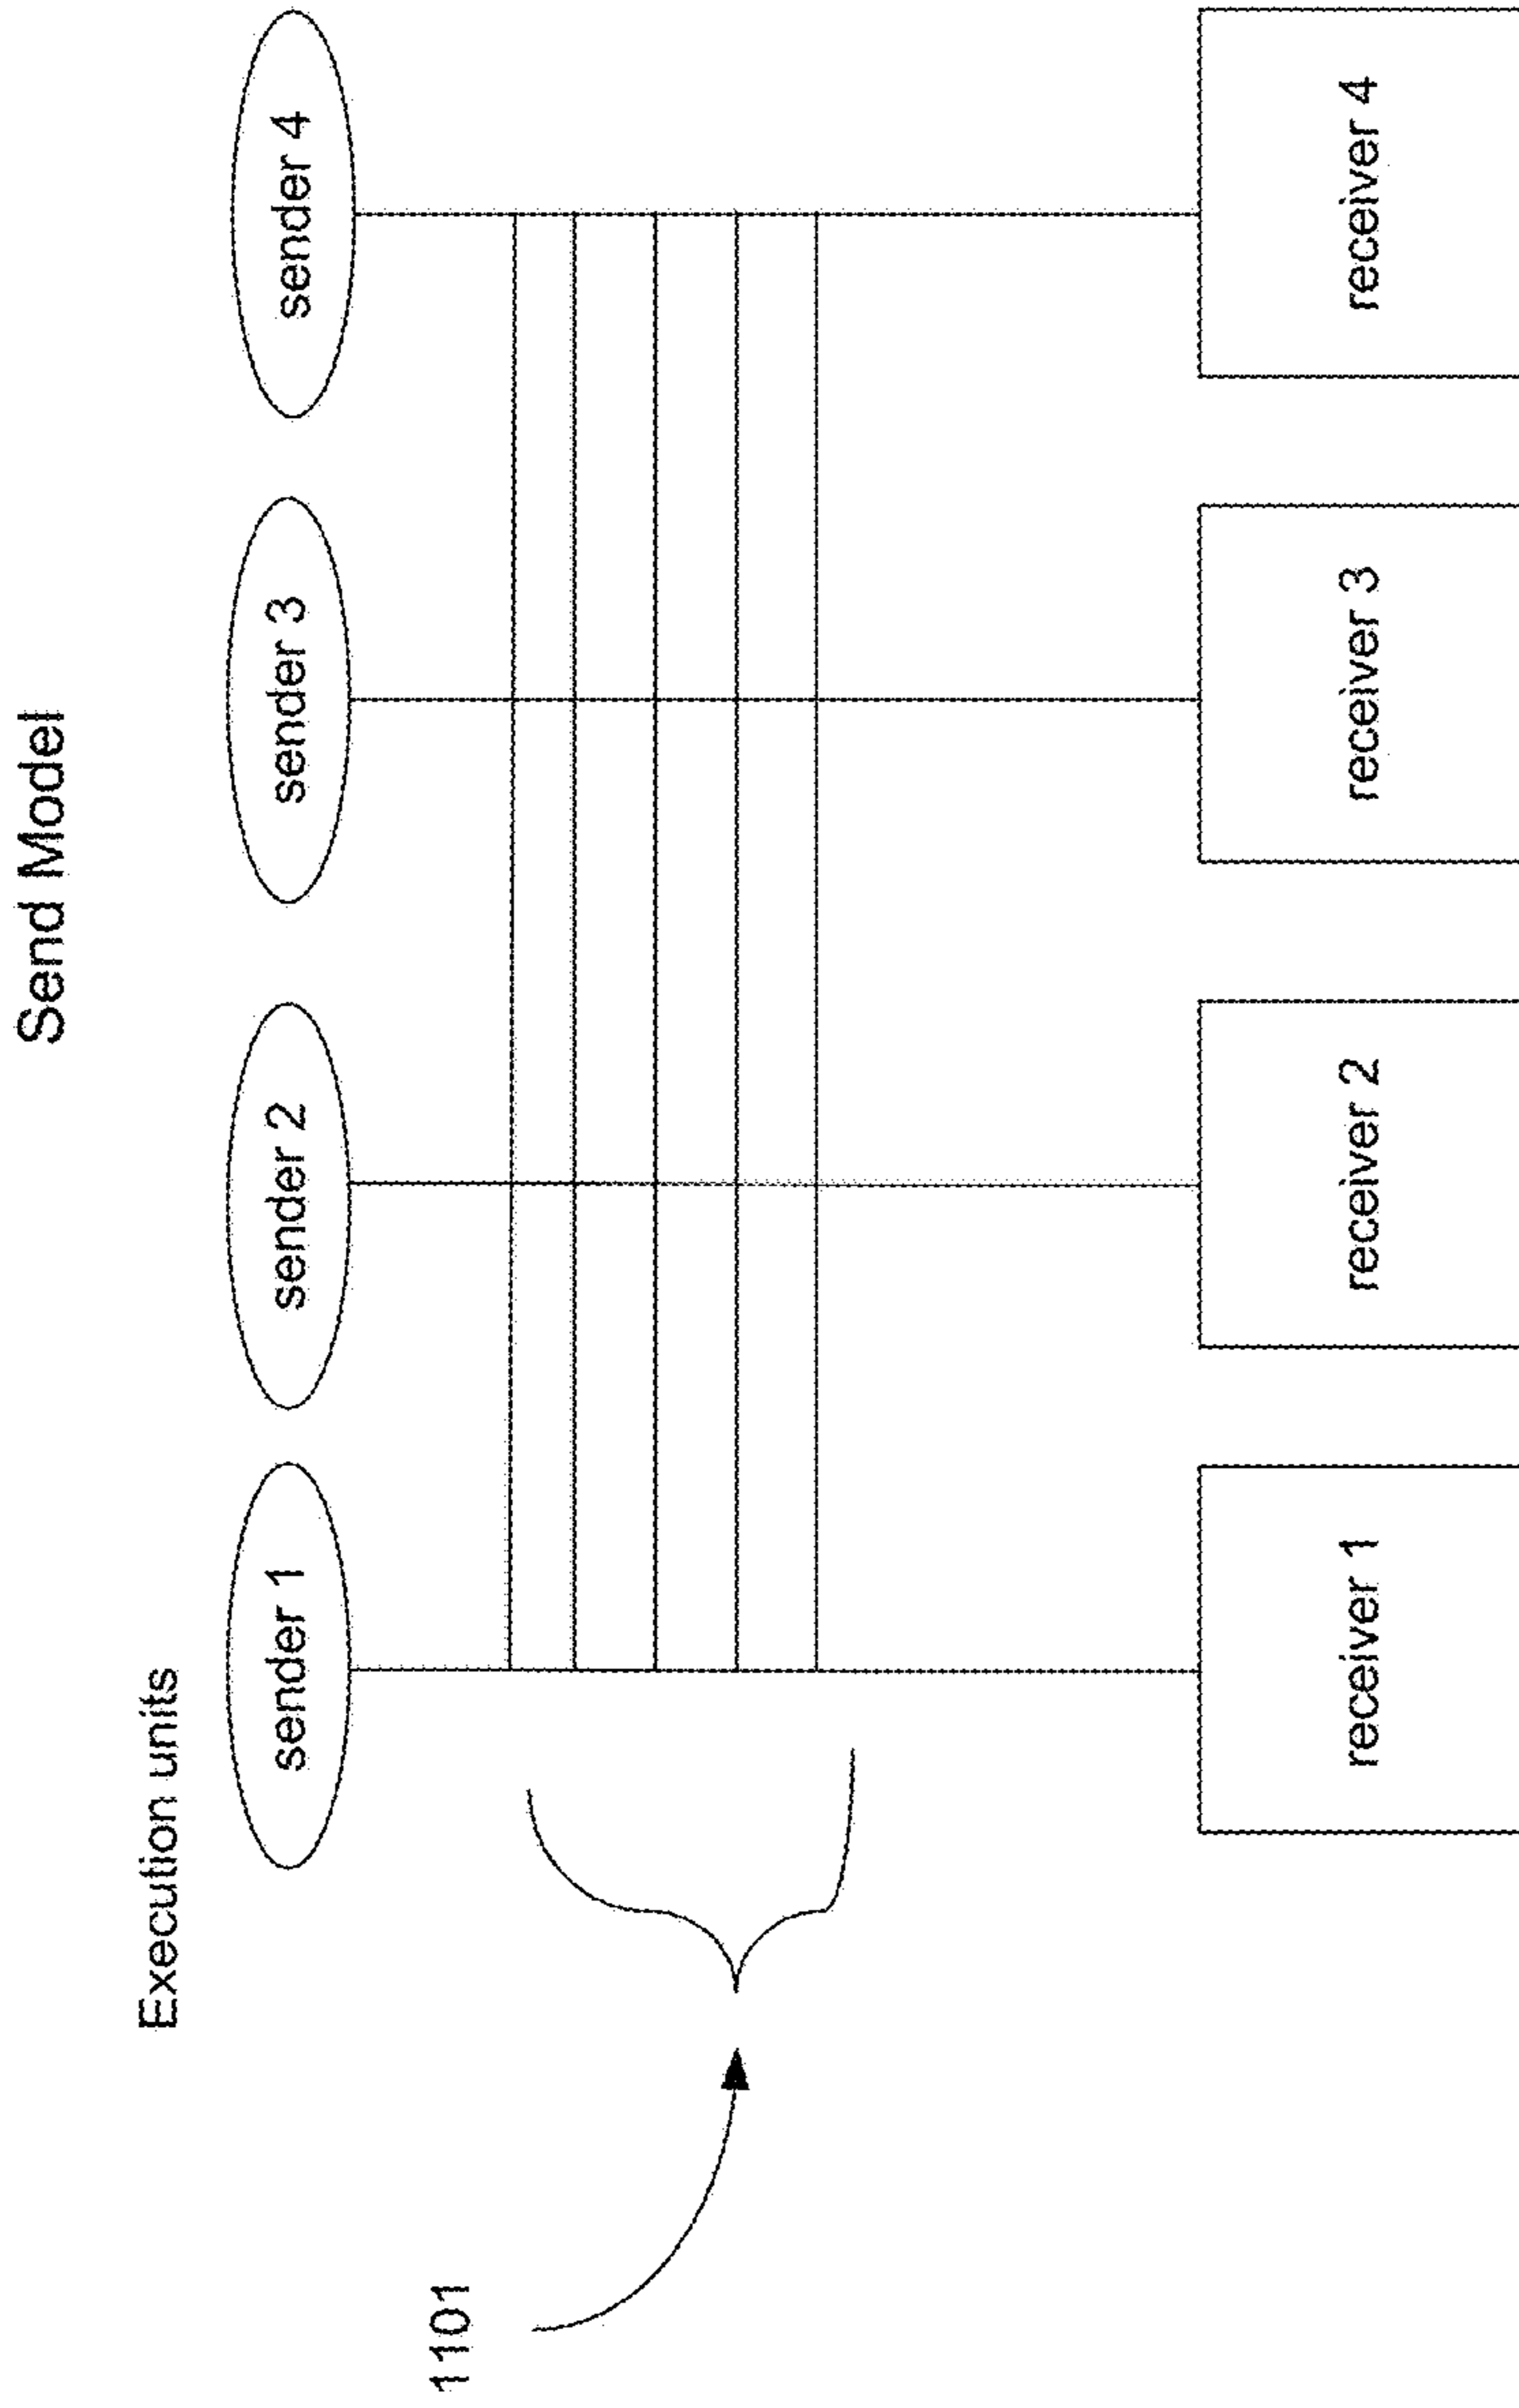 Send Model
Execution units
sender 1
sender 2
sender 3
sender 4
1101
receiver 1
receiver 2
receiver 3
receiver 4